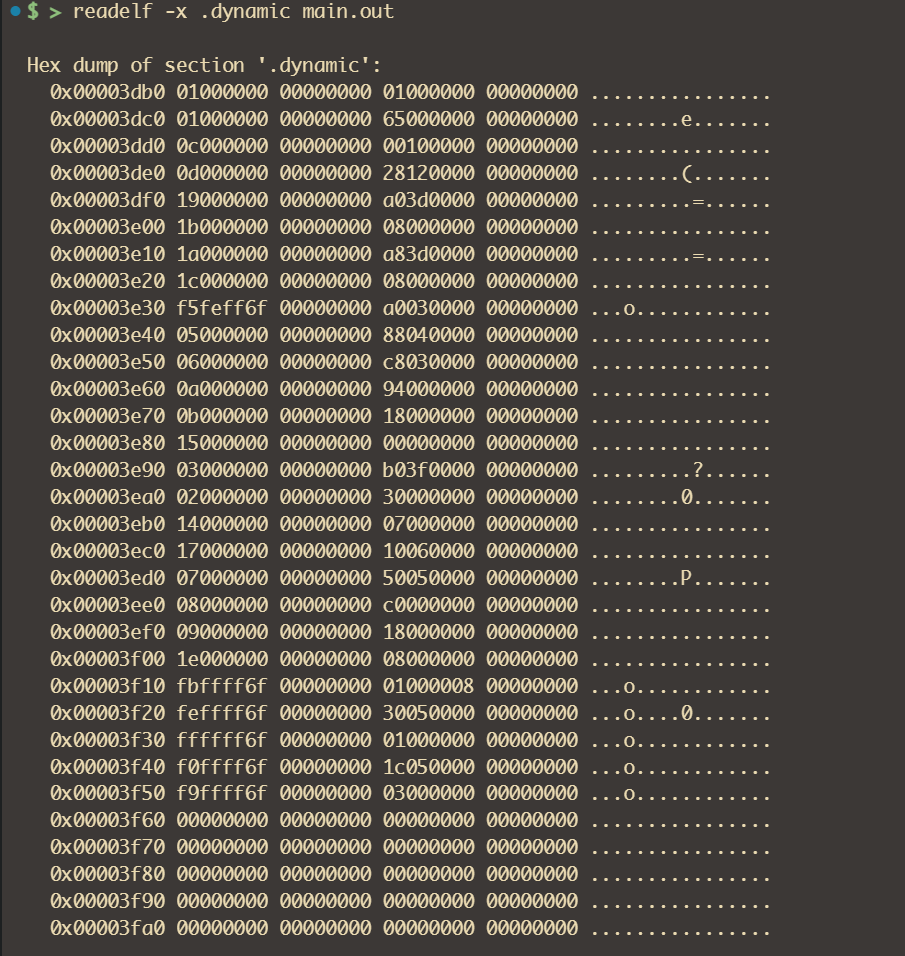 $ > readelf -x .dynamic main.out
Hex dump of section '.dynamic':
0x00003db0 01000000 00000000 01000000 00000000 ................
0x00003dc0 01000000 00000000 65000000 00000000 ........e.......
0x00003dd0 0c000000 00000000 00100000 00000000 ................
0x00003de0 0d000000 00000000 28120000 00000000 ........(.......
0x00003df0 19000000 00000000 a03d0000 00000000 .........=......
0x00003e00 1b000000 00000000 08000000 00000000 ................
0x00003e10 1a000000 00000000 a83d0000 00000000 .........=......
0x00003e20 1c000000 00000000 08000000 00000000 ................
0x00003e30 f5feff6f 00000000 a0030000 00000000 ...o............
0x00003e40 05000000 00000000 88040000 00000000 ................
0x00003e50 06000000 00000000 c8030000 00000000 ................
0x00003e60 0a000000 00000000 94000000 00000000 ................
0x00003e70 0b000000 00000000 18000000 00000000 ................
0x00003e80 15000000 00000000 00000000 00000000 ................
0x00003e90 03000000 00000000 b03f0000 00000000 .........?......
0x00003ea0 02000000 00000000 30000000 00000000 ........0.......
0x00003eb0 14000000 00000000 07000000 00000000 ................
0x00003ec0 17000000 00000000 10060000 00000000 ................
0x00003ed0 07000000 00000000 50050000 00000000 ........P.......
0x00003ee0 08000000 00000000 c0000000 00000000 ................
0x00003ef0 09000000 00000000 18000000 00000000 ................
0x00003f00 1e000000 00000000 08000000 00000000 ................
0x00003f10 fbffff6f 00000000 01000008 00000000 ...o............
0x00003f20 feffff6f 00000000 30050000 00000000 ...o....0.......
0x00003f30 ffffff6f 00000000 01000000 00000000 ...o............
0x00003f40 f0ffff6f 00000000 1c050000 00000000 ...o............
0x00003f50 f9ffff6f 00000000 03000000 00000000 ...o............
0x00003f60 00000000 00000000 00000000 00000000 ................
0x00003f70 00000000 00000000 00000000 00000000 ................
0x00003f80 00000000 00000000 00000000 00000000 ................
0x00003f90 00000000 00000000 00000000 00000000 ................
0x00003fa0 00000000 00000000 00000000 00000000 ................